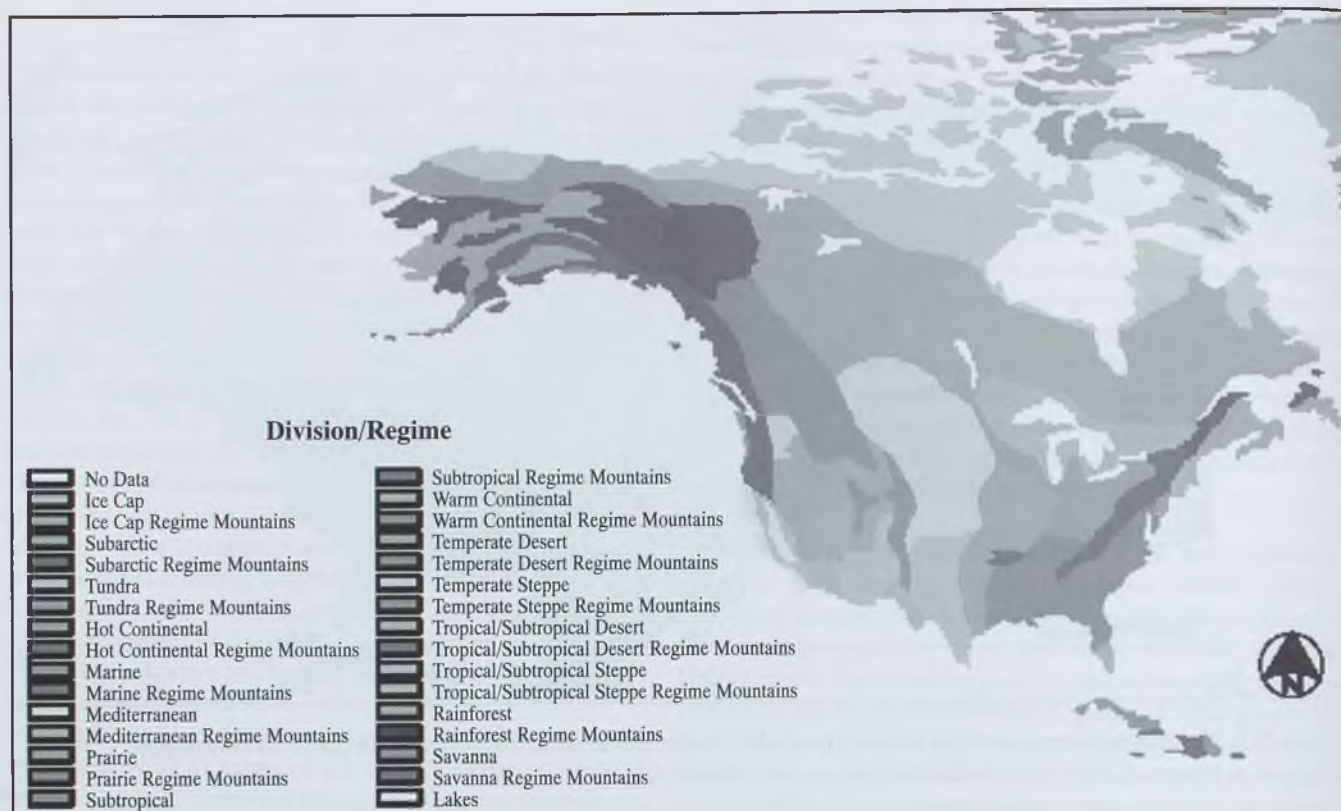 Division/Regime
No Data
Ice Cap
Ice Cap Regime Mountains
Subarctic
Subarctic Regime Mountains
Tundra
Tundra Regime Mountains
Hot Continental
Hot Continental Regime Mountains
Marine
Marine Regime Mountains
Mediterranean
Mediterranean Regime Mountains
Prairie
Prairie Regime Mountains
Subtropical
Subtropical Regime Mountains
Warm Continental
Warm Continental Regime Mountains
Temperate Desert
Temperate Desert Regime Mountains
Temperate Steppe
Temperate Steppe Regime Mountains
Tropical/Subtropical Desert
Tropical/Subtropical Desert Regime Mountains
Tropical/Subtropical Steppe
Tropical/Subtropical Steppe Regime Mountains
Rainforest
Rainforest Regime Mountains
Savanna
Savanna Regime Mountains
Lakes
N